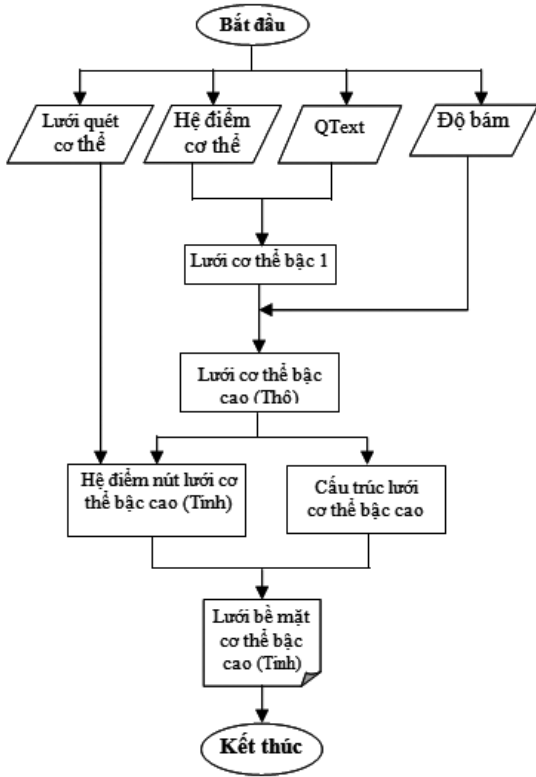 Bắt đầu
Lưới quét
cơ thể
Hệ điểm
cơ thể
QText
Độ bám
Lưới cơ thể bậc 1
Lưới cơ thể bậc
cao (Thô)
Hệ điểm nút lưới cơ
thể bậc cao (Tinh)
Cấu trúc lưới
cơ thể bậc cao
Lưới bề mặt
cơ thể bậc
cao (Tinh)
Kết thúc